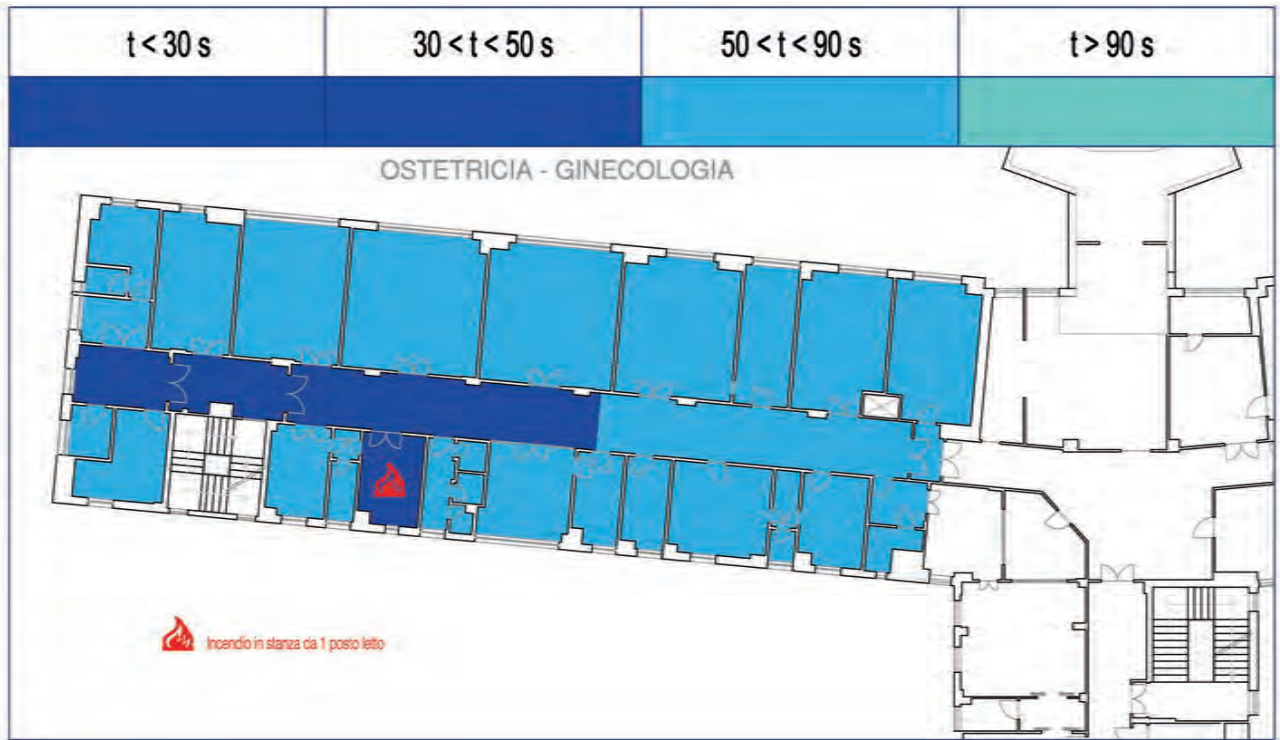 t < 30 s
30 < t < 50 s
50 < t < 90 s
t > 90 s
OSTETRICIA - GINECOLOGIA
Incendio in stanza da 1 posto letto